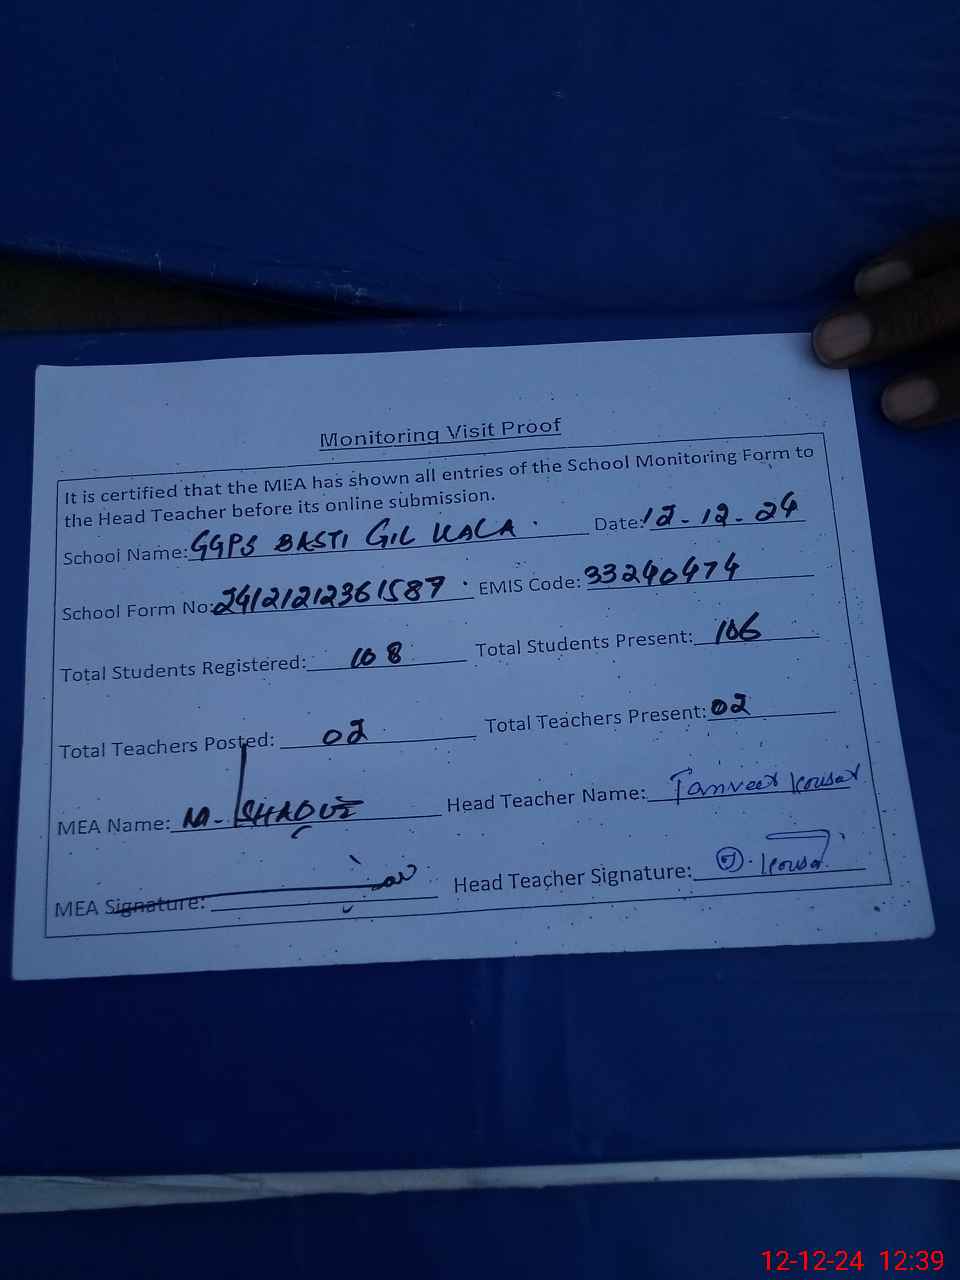 Monitoring Visit Proof
It is certified that the MEA has shown all entries of the School Monitoring Form to
the Head Teacher before its online submission.
School Name: GGPS BASTI GIL KALA. Date: 12-12-24
School Form No: 24121212361587 EMIS Code: 33240474
Total Students Registered: 108 Total Students Present: 106
Total Teachers Posted: 02 Total Teachers Present: 02
MEA Name: M. Head Teacher Name: Tanveer Kousar
MEA Signature: Head Teacher Signature: T. Kousar
12-12-24 12:39